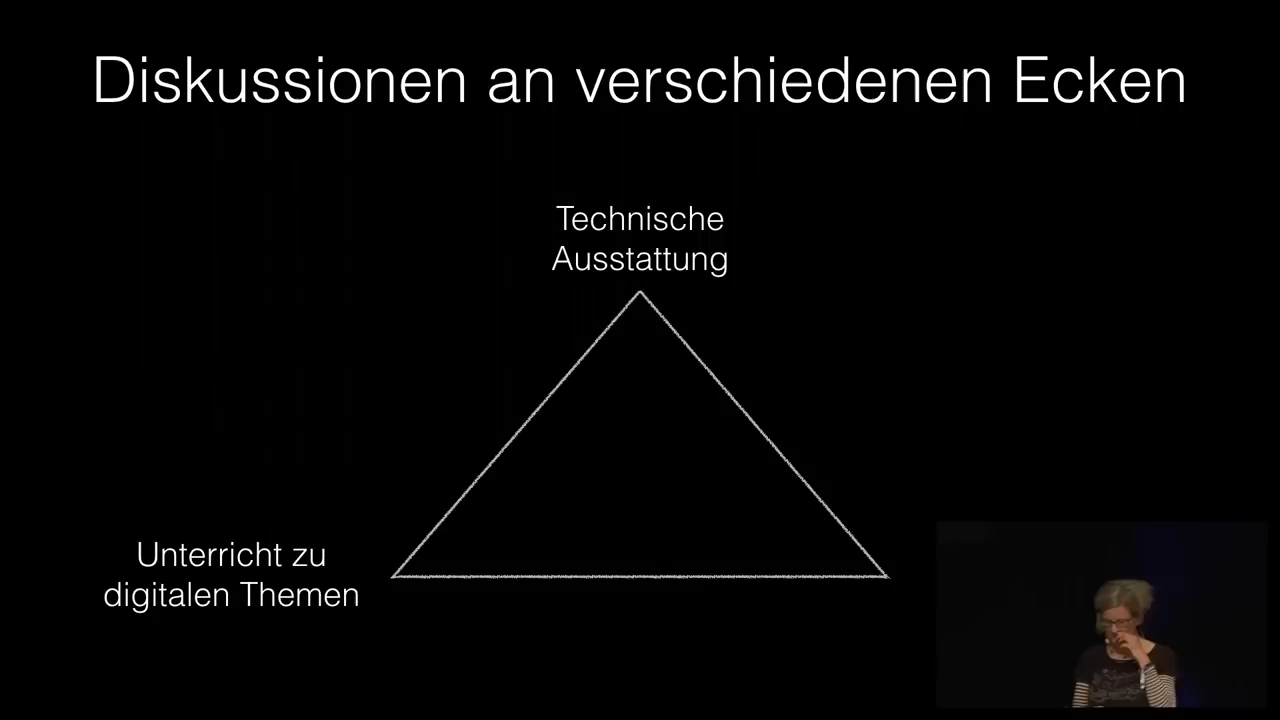 Diskussionen an verschiedenen Ecken
Technische
Ausstattung
Unterricht zu
digitalen Themen